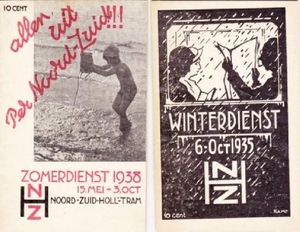 10 CENT
allen uit
Per Noord-Zuid!!!
ZOMERDIENST 1938
15.MEI-3.OCT
NZH
NOORD-ZUID-HOLL-TRAM
WINTERDIENST
6-Oct 1935
NZH
10 cent
KAMP